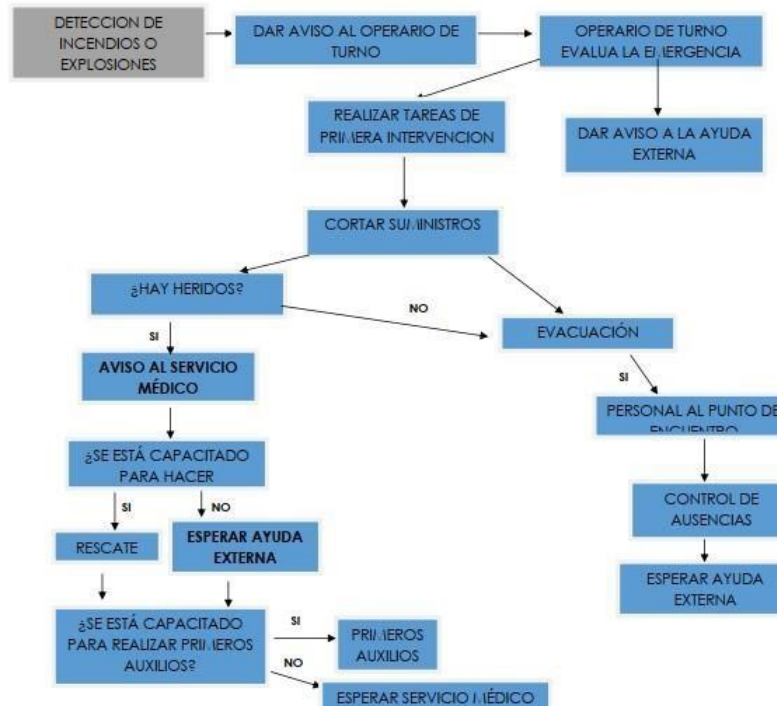 DETECCION DE
INCENDIOS O
EXPLOSIONES
DAR AVISO AL OPERARIO DE
TURNO
OPERARIO DE TURNO
EVALUA LA EMERGENCIA
REALIZAR TAREAS DE
PRIMERA INTERVENCION
DAR AVISO A LA AYUDA
EXTERNA
CORTAR SUMINISTROS
¿HAY HERIDOS?
NO
EVACUACIÓN
SI
AVISO AL SERVICIO
MÉDICO
SI
PERSONAL AL PUNTO DE
ENCUENTRO
¿SE ESTÁ CAPACITADO
PARA HACER
SI
NO
CONTROL DE
AUSENCIAS
RESCATE
ESPERAR AYUDA
EXTERNA
ESPERAR AYUDA
EXTERNA
¿SE ESTÁ CAPACITADO
PARA REALIZAR PRIMEROS
AUXILIOS?
SI
PRIMEROS
AUXILIOS
NO
ESPERAR SERVICIO MÉDICO